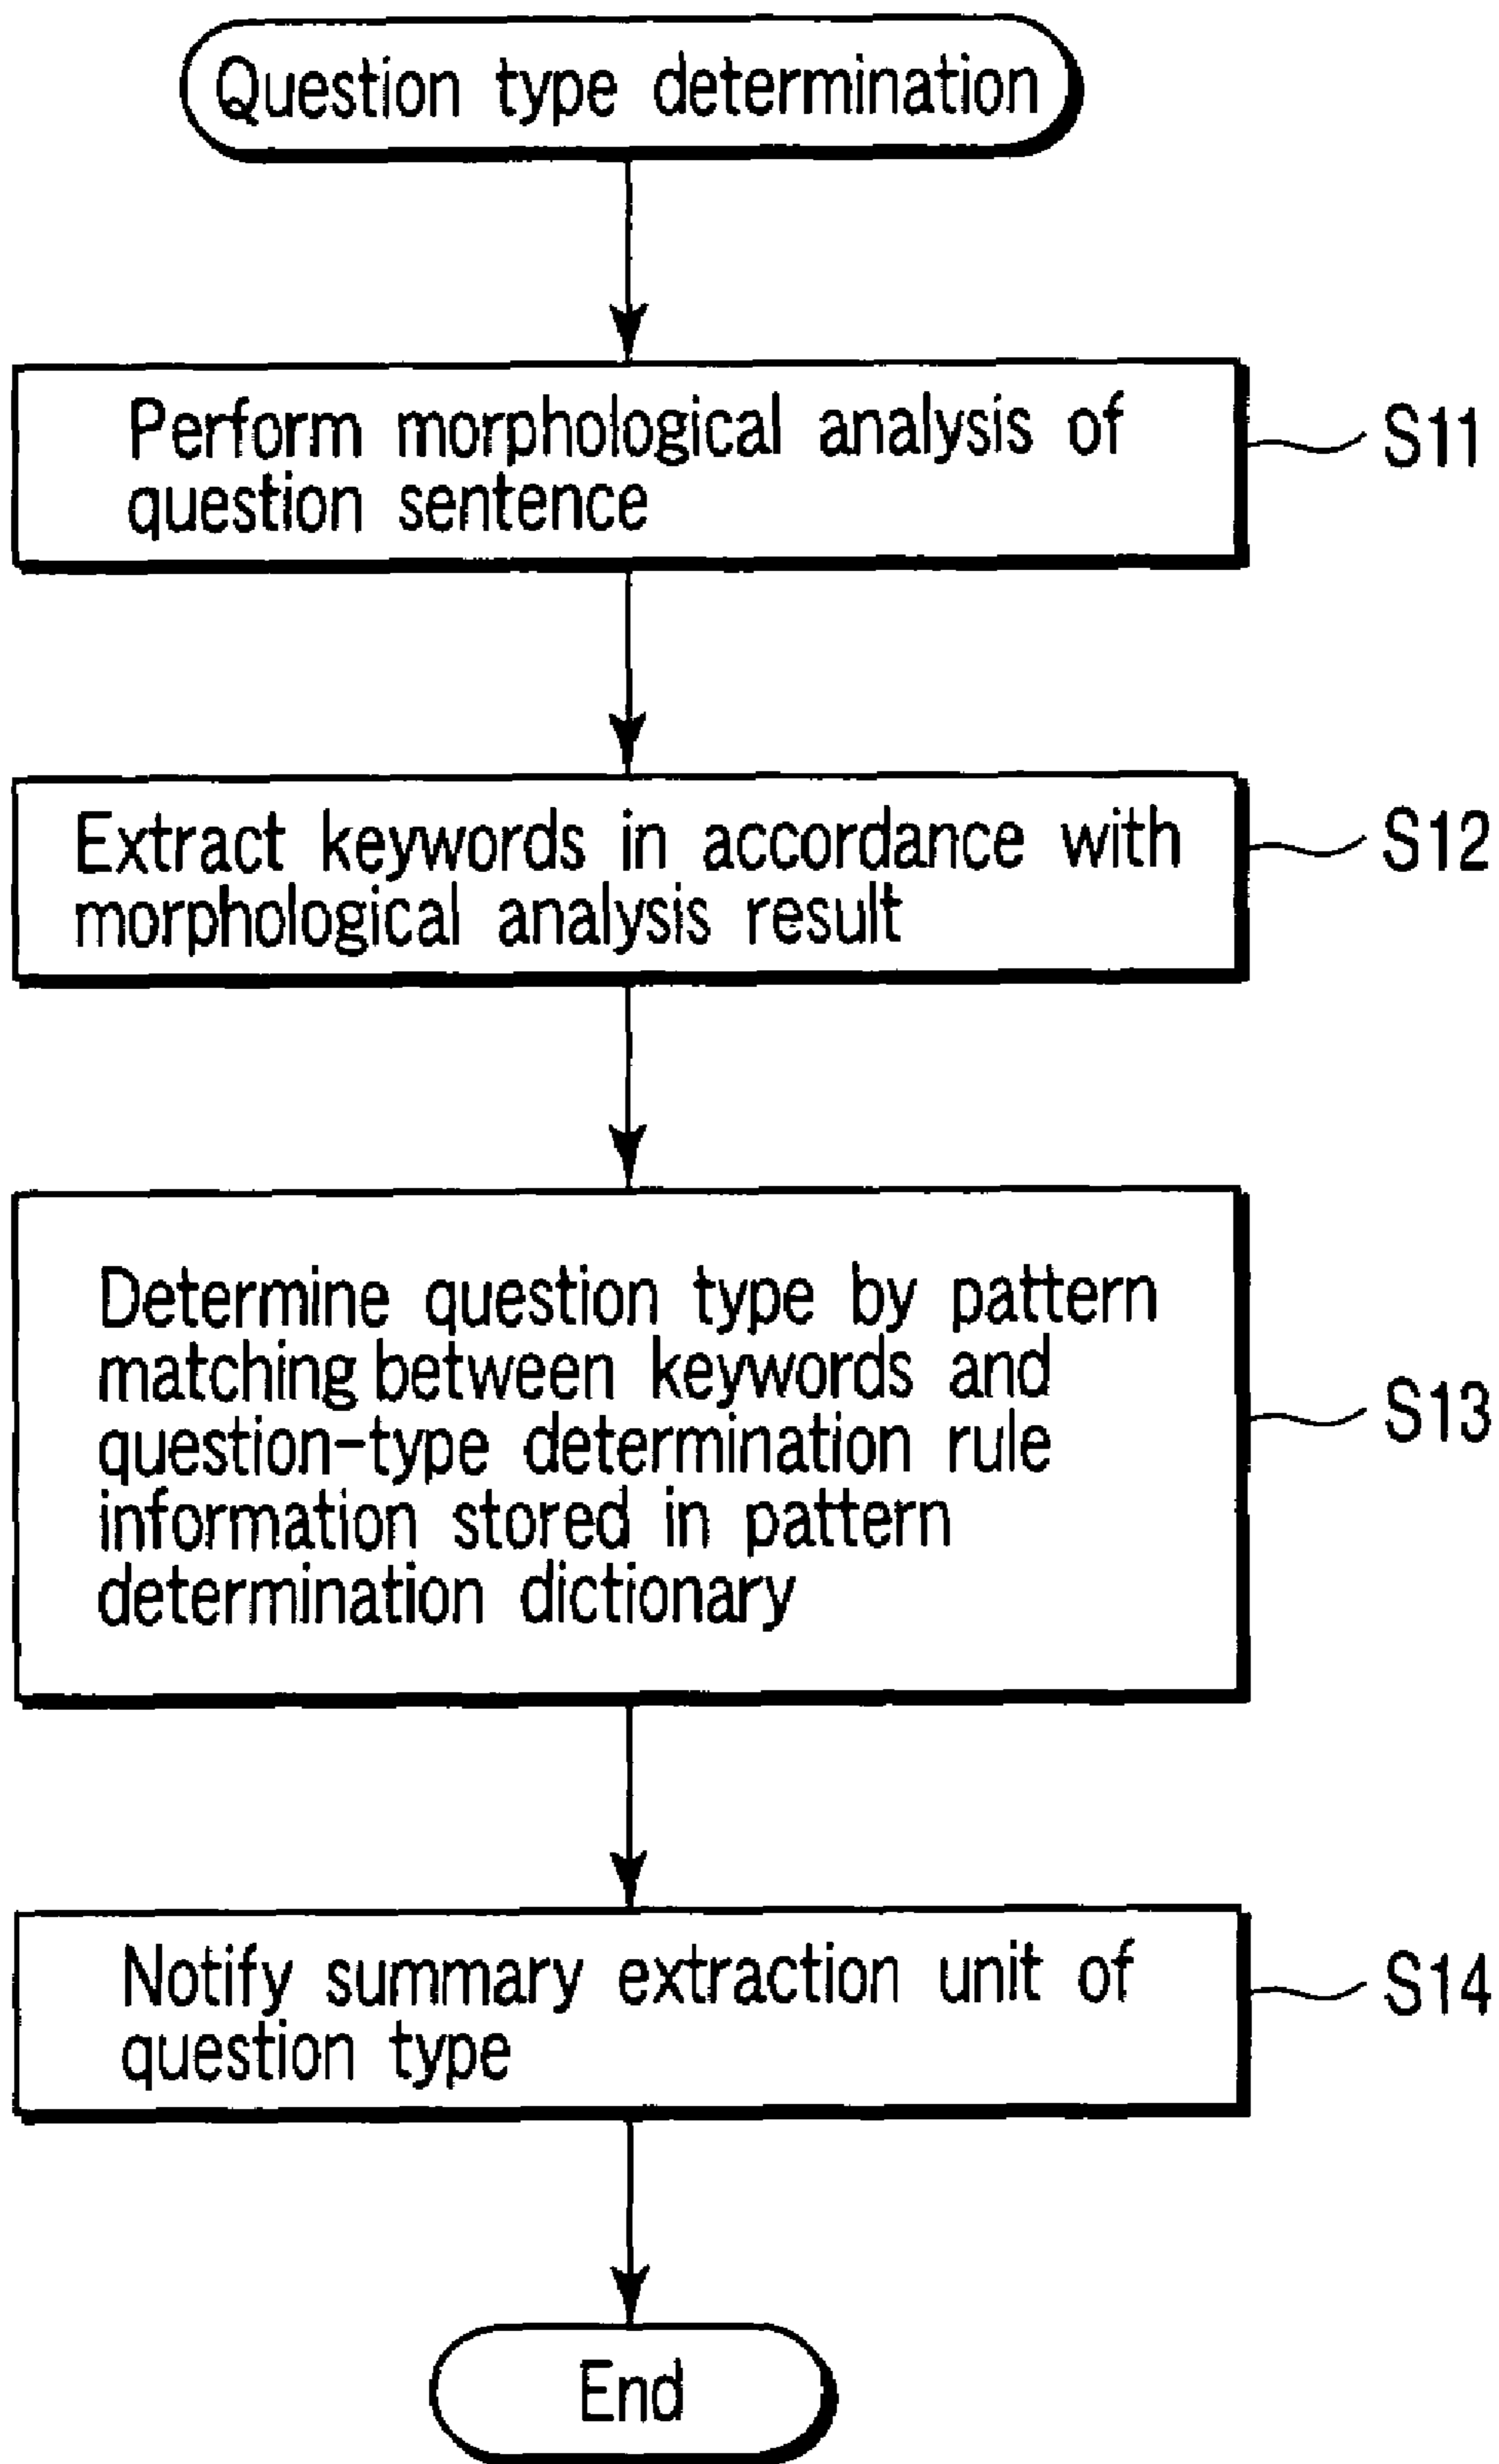 Question type determination
Perform morphological analysis of
question sentence
S11
Extract keywords in accordance with
morphological analysis result
S12
Determine question type by pattern
matching between keywords and
question-type determination rule
information stored in pattern
determination dictionary
S13
Notify summary extraction unit of
question type
S14
End